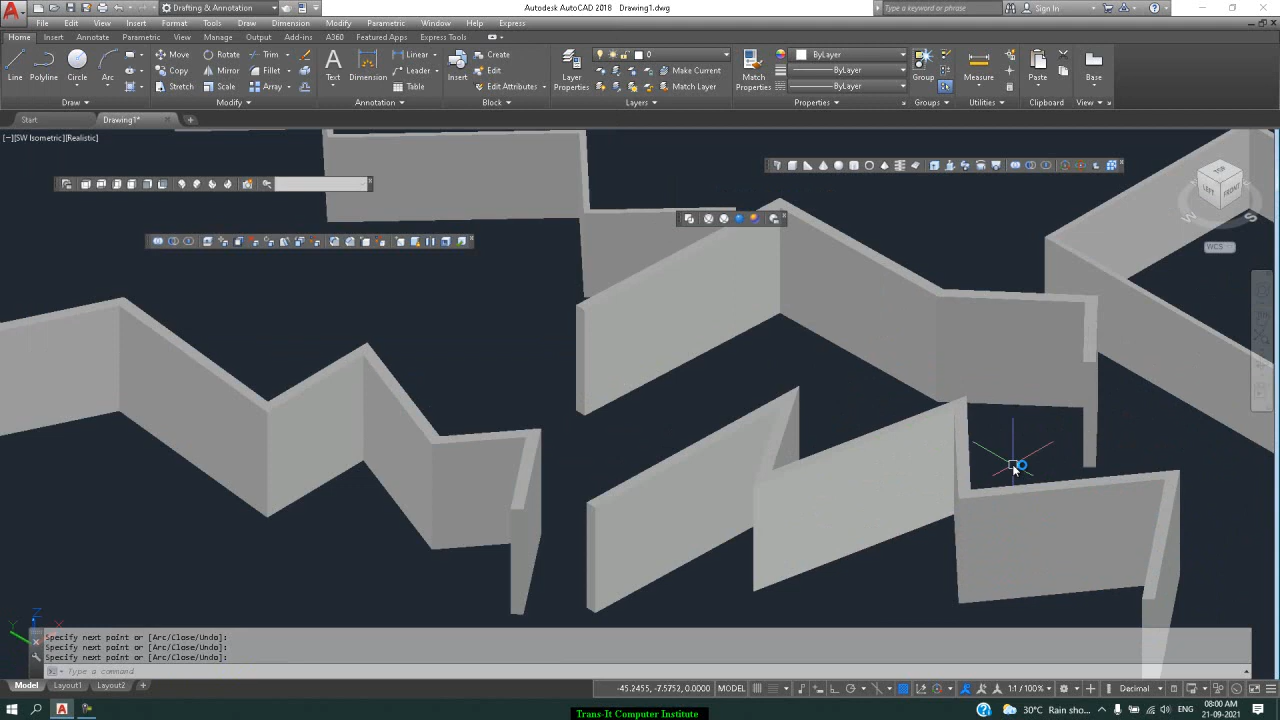 Drafting & Annotation
Autodesk AutoCAD 2018 Drawing1.dwg
Type a keyword or phrase
Sign In
File Edit View Insert Format Tools Draw Dimension Modify Parametric Window Help Express
Home Insert Annotate Parametric View Manage Output Add-ins A360 Featured Apps Express Tools
Line
Polyline
Circle
Arc
Move
Copy
Stretch
Rotate
Mirror
Scale
Trim
Fillet
Array
Text
Dimension
Linear
Leader
Table
Insert
Create
Edit
Edit Attributes
Layer
Properties
0
Make Current
Match Layer
Match
Properties
ByLayer
ByLayer
ByLayer
Group
Measure
Paste
Base
Draw
Modify
Annotation
Block
Layers
Properties
Groups
Utilities
Clipboard
View
Start
Drawing1*
[−][SW Isometric][Realistic]
TOP
LEFT
FRONT
W
S
WCS
Z
Y
X
Specify next point or [Arc/Close/Undo]:
Specify next point or [Arc/Close/Undo]:
Specify next point or [Arc/Close/Undo]:
Type a command
Model Layout1 Layout2
-45.2455, -7.5752, 0.0000 MODEL
1:1 / 100%
Decimal
30°C Rain sho...
ENG
08:00 AM
21-09-2021
Trans-It Computer Institute